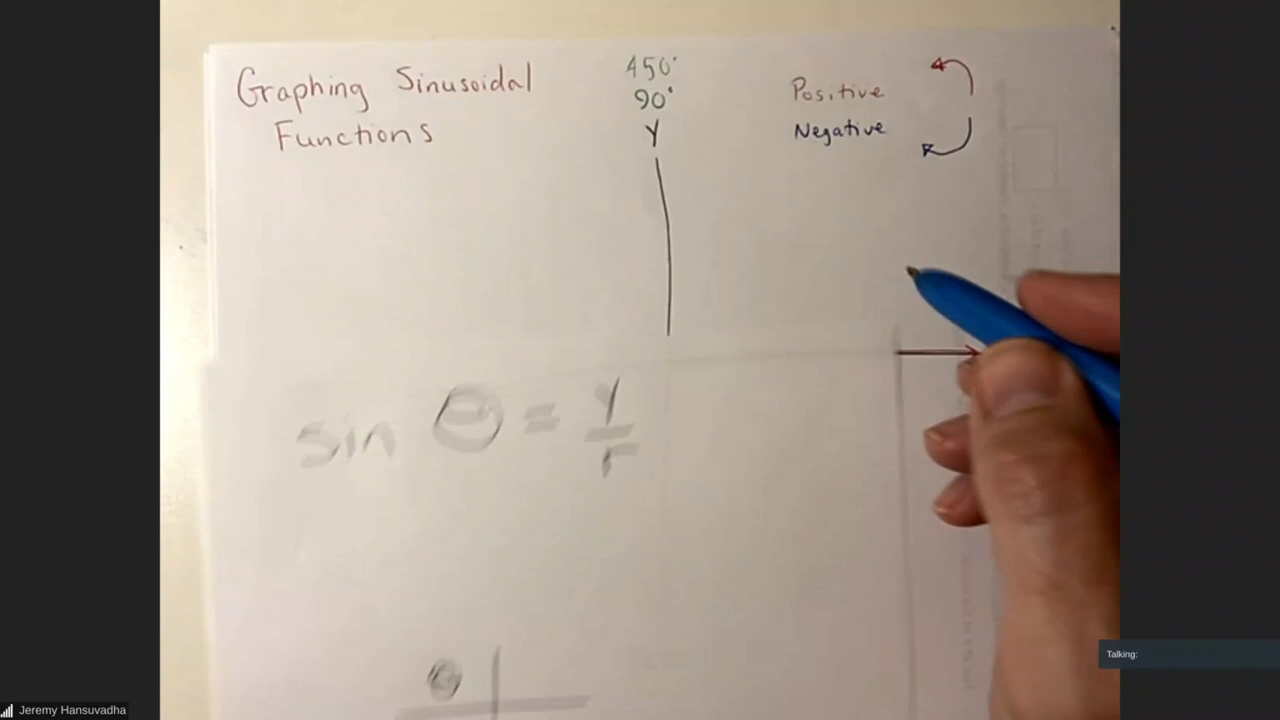 Graphing Sinusoidal
Functions
450°
90°
Y
Positive
Negative
sin θ = Y/r
θ
Talking:
Jeremy Hansuvadha